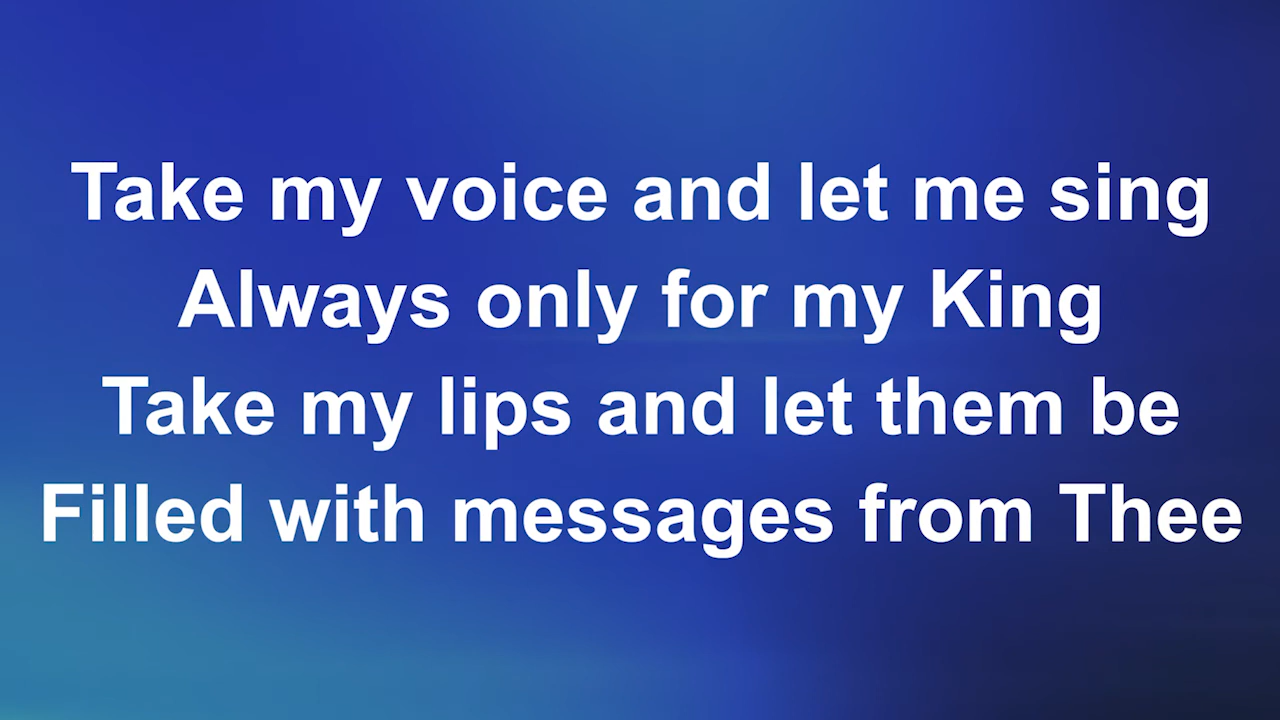 Take my voice and let me sing
Always only for my King
Take my lips and let them be
Filled with messages from Thee